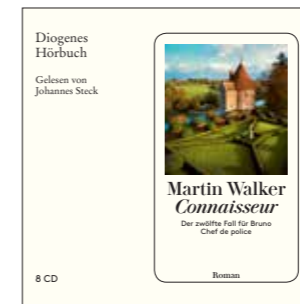 Diogenes
Hörbuch
Gelesen von
Johannes Steck
Martin Walker
Connaisseur
Der zwölfte Fall für Bruno
Chef de police
Roman
8 CD